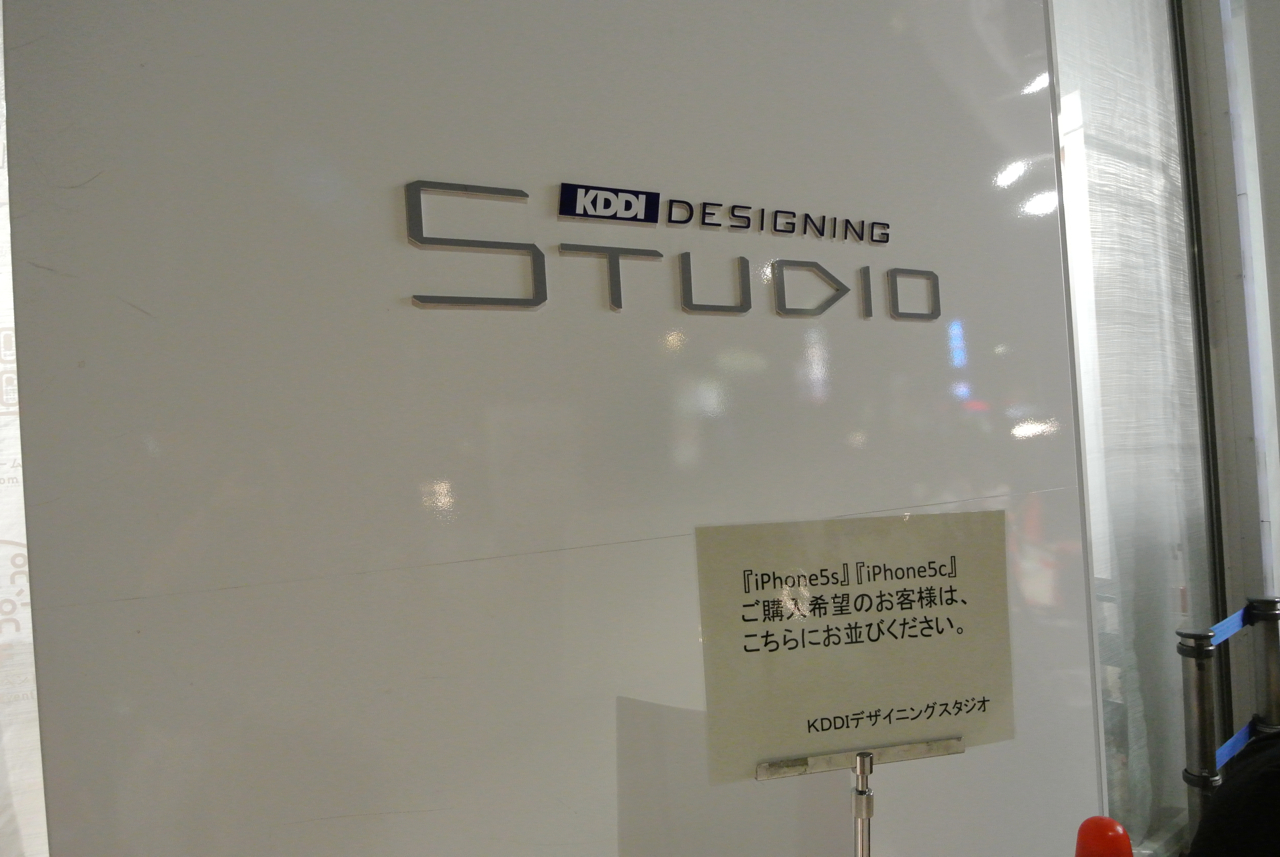 KDDI DESIGNING
STUDIO
『iPhone5s』『iPhone5c』
ご購入希望のお客様は、
こちらにお並びください。
KDDIデザイニングスタジオ